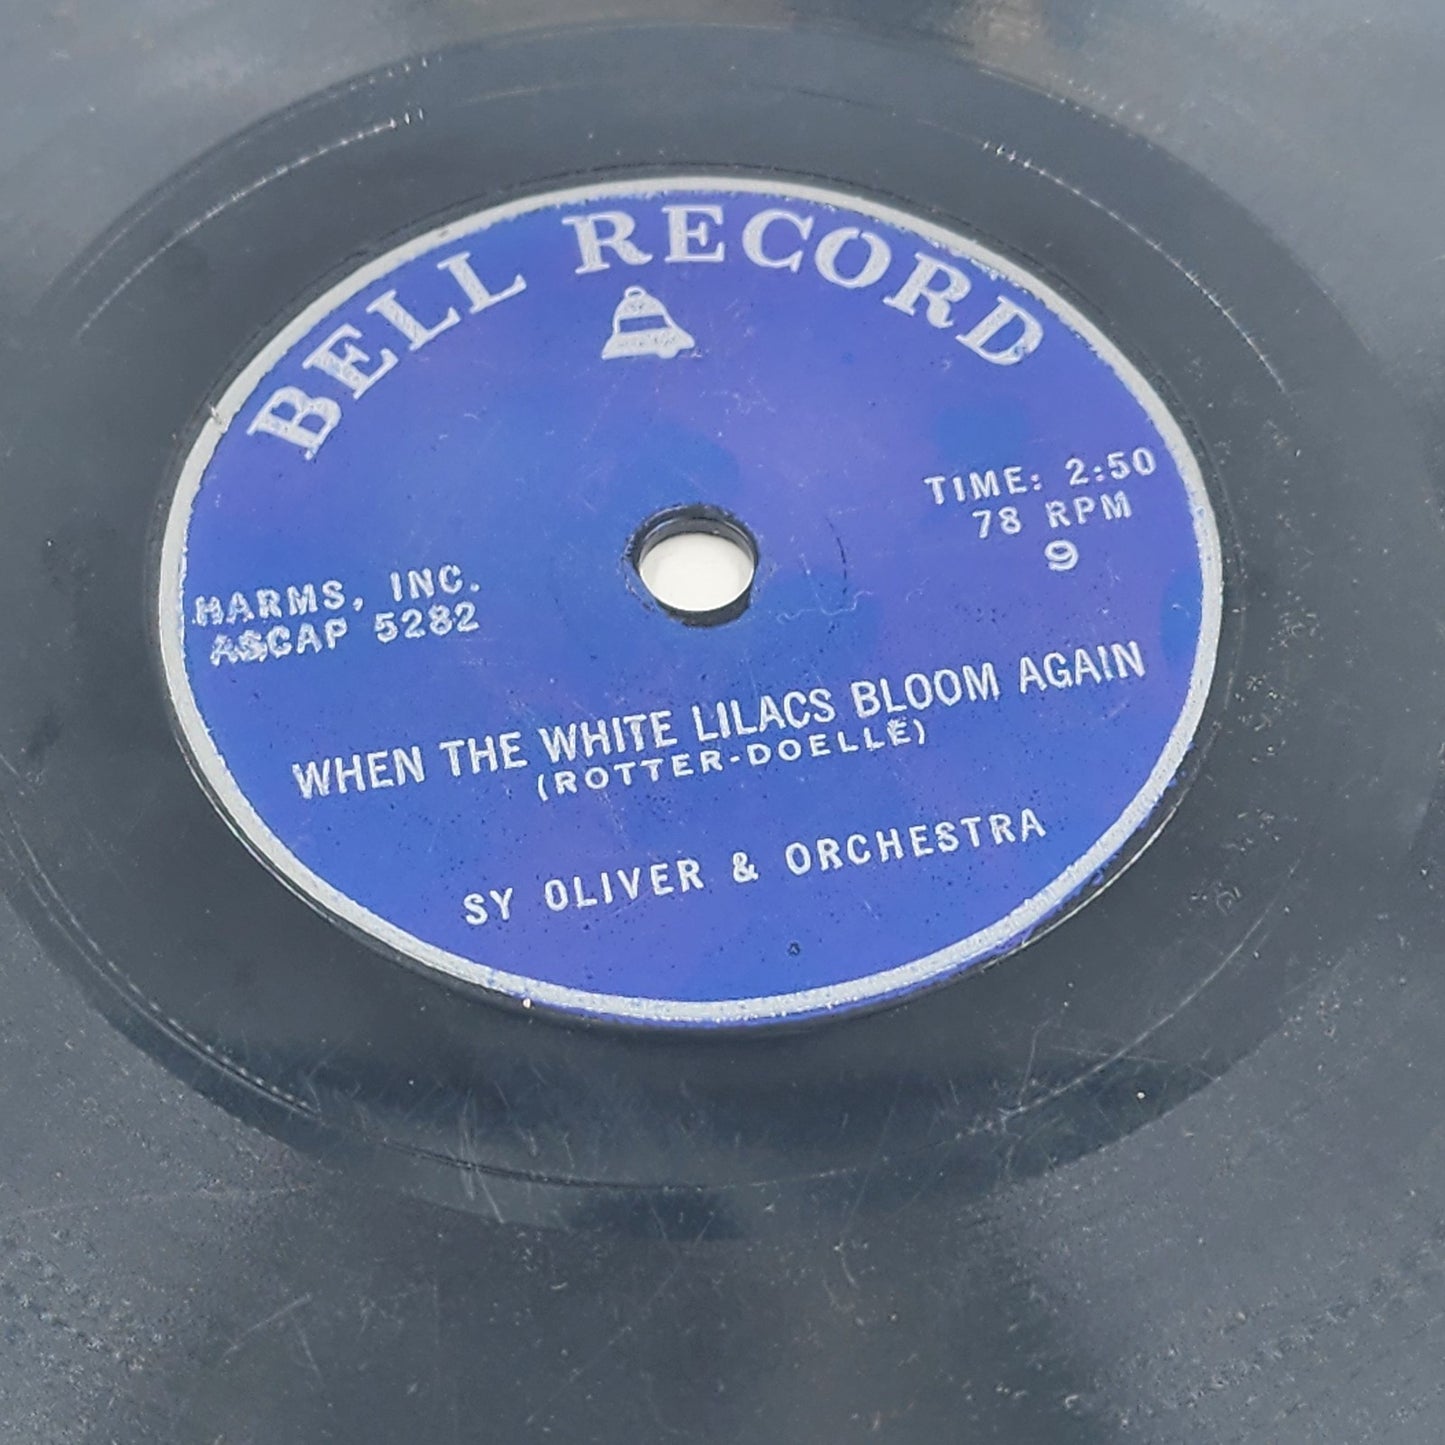 BELL RECORD
TIME: 2:50
78 RPM
9
HARMS, INC.
ASCAP 5282
WHEN THE WHITE LILACS BLOOM AGAIN
(ROTTER-DOELLE)
SY OLIVER & ORCHESTRA